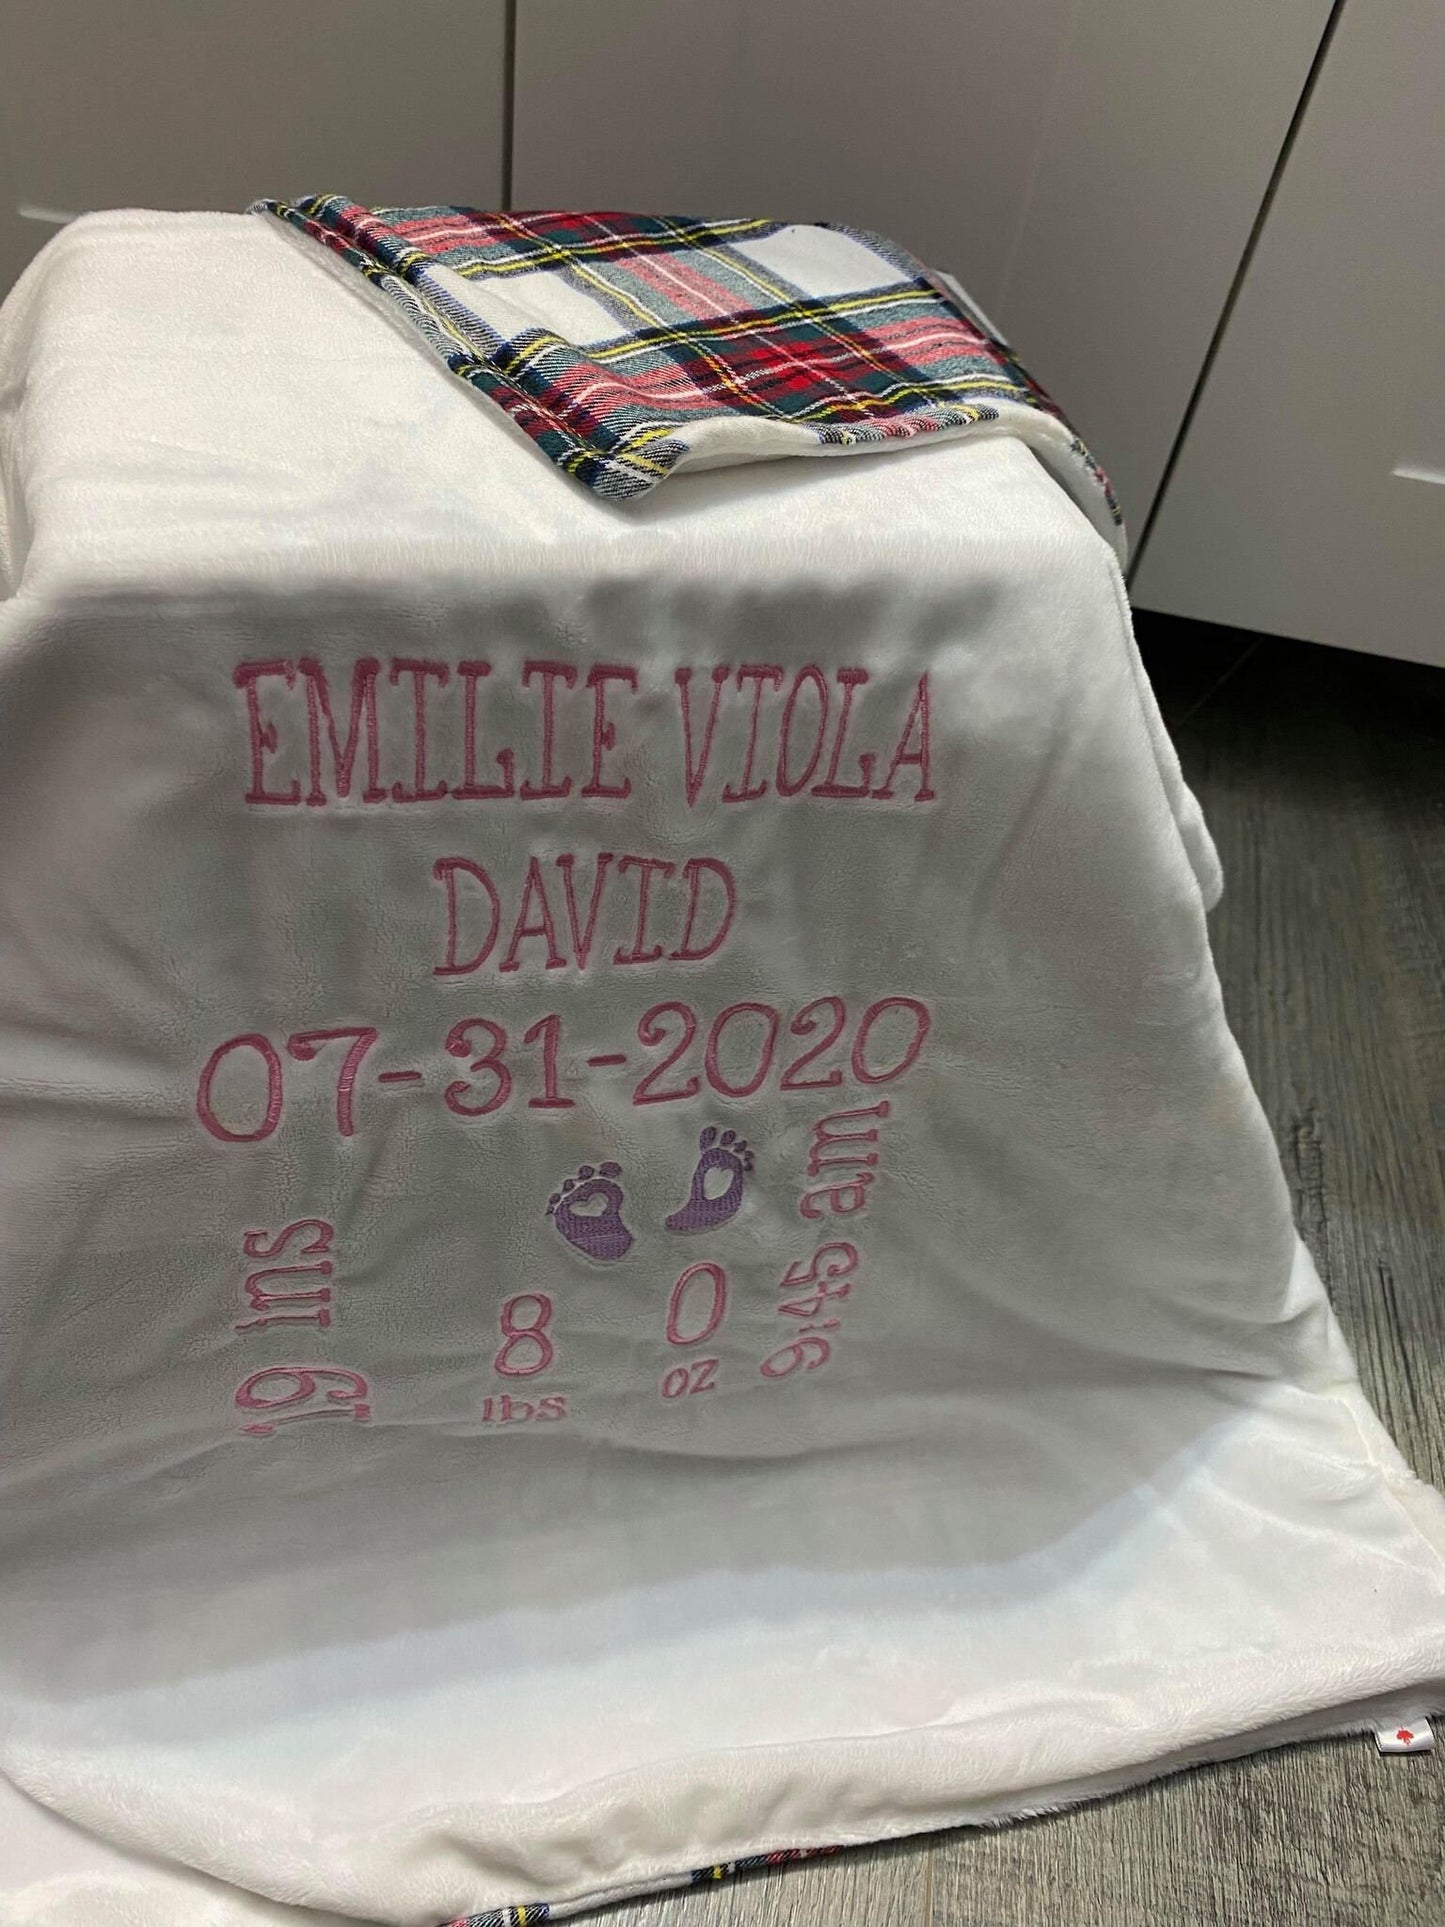 EMILIE VIOLA
DAVID
07-31-2020
19 ins
8
lbs
0
oz
9:45 am